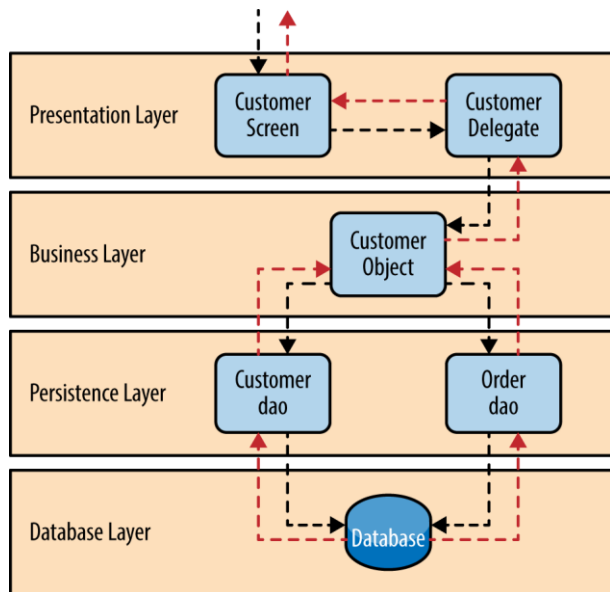 Presentation Layer
Customer
Screen
Customer
Delegate
Business Layer
Customer
Object
Persistence Layer
Customer
dao
Order
dao
Database Layer
Database